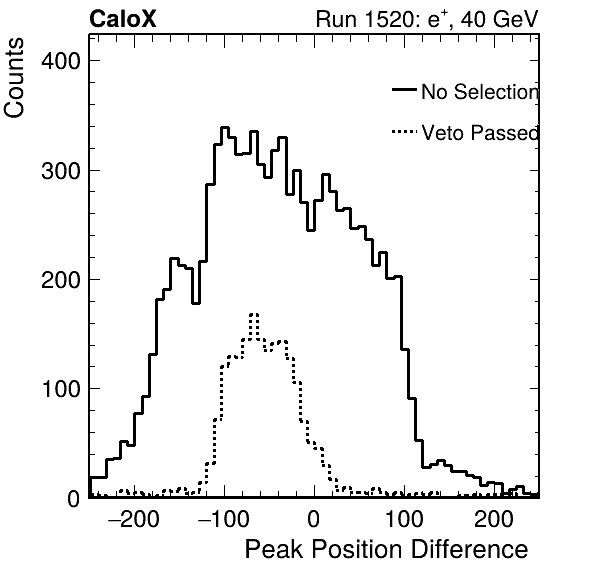 CaloX Run 1520: e⁺, 40 GeV
Counts
400
300
200
100
0
No Selection
Veto Passed
−200 −100 0 100 200
Peak Position Difference